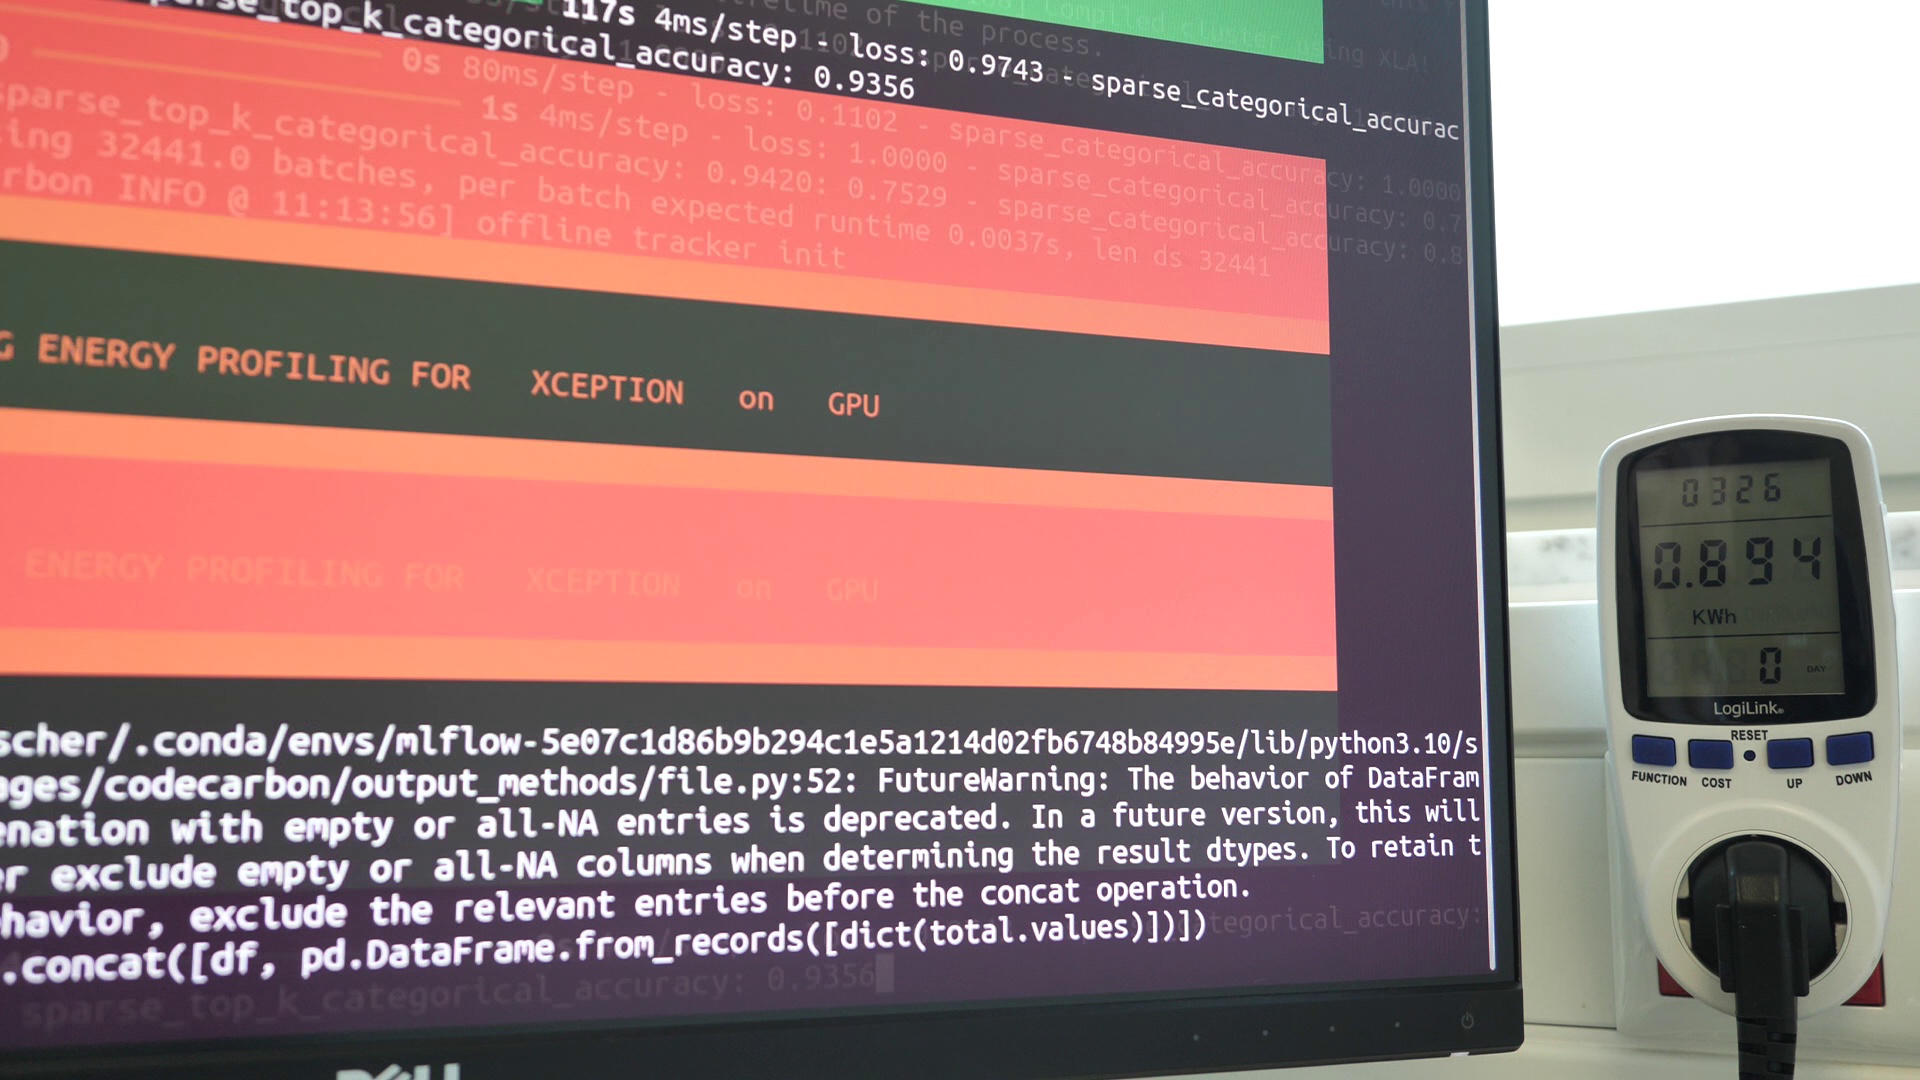 117s 4ms/step - loss: 0.9743 - sparse_categorical_accurac
rse_top_k_categorical_accuracy: 0.9356
0s 80ms/step - loss: 0.1102 - sparse_categorical_accuracy: 1.0000
1s 4ms/step - loss: 1.0000 - sparse_categorical_accuracy: 0.7
sparse_top_k_categorical_accuracy: 0.9420: 0.7529 - sparse_categorical_accuracy: 0.8
ing 32441.0 batches, per batch expected runtime 0.0037s, len ds 32441
rbon INFO @ 11:13:56] offline tracker init
G ENERGY PROFILING FOR XCEPTION on GPU
ENERGY PROFILING FOR XCEPTION on GPU
scher/.conda/envs/mlflow-5e07c1d86b9b294c1e5a1214d02fb6748b84995e/lib/python3.10/s
ages/codecarbon/output_methods/file.py:52: FutureWarning: The behavior of DataFram
enation with empty or all-NA entries is deprecated. In a future version, this will
er exclude empty or all-NA columns when determining the result dtypes. To retain t
havior, exclude the relevant entries before the concat operation.
.concat([df, pd.DataFrame.from_records([dict(total.values)])])
tegorical_accuracy:
sparse_top_k_categorical_accuracy: 0.9356
DELL
0326
0.894
KWh
0 DAY
LogiLink®
RESET
FUNCTION COST UP DOWN